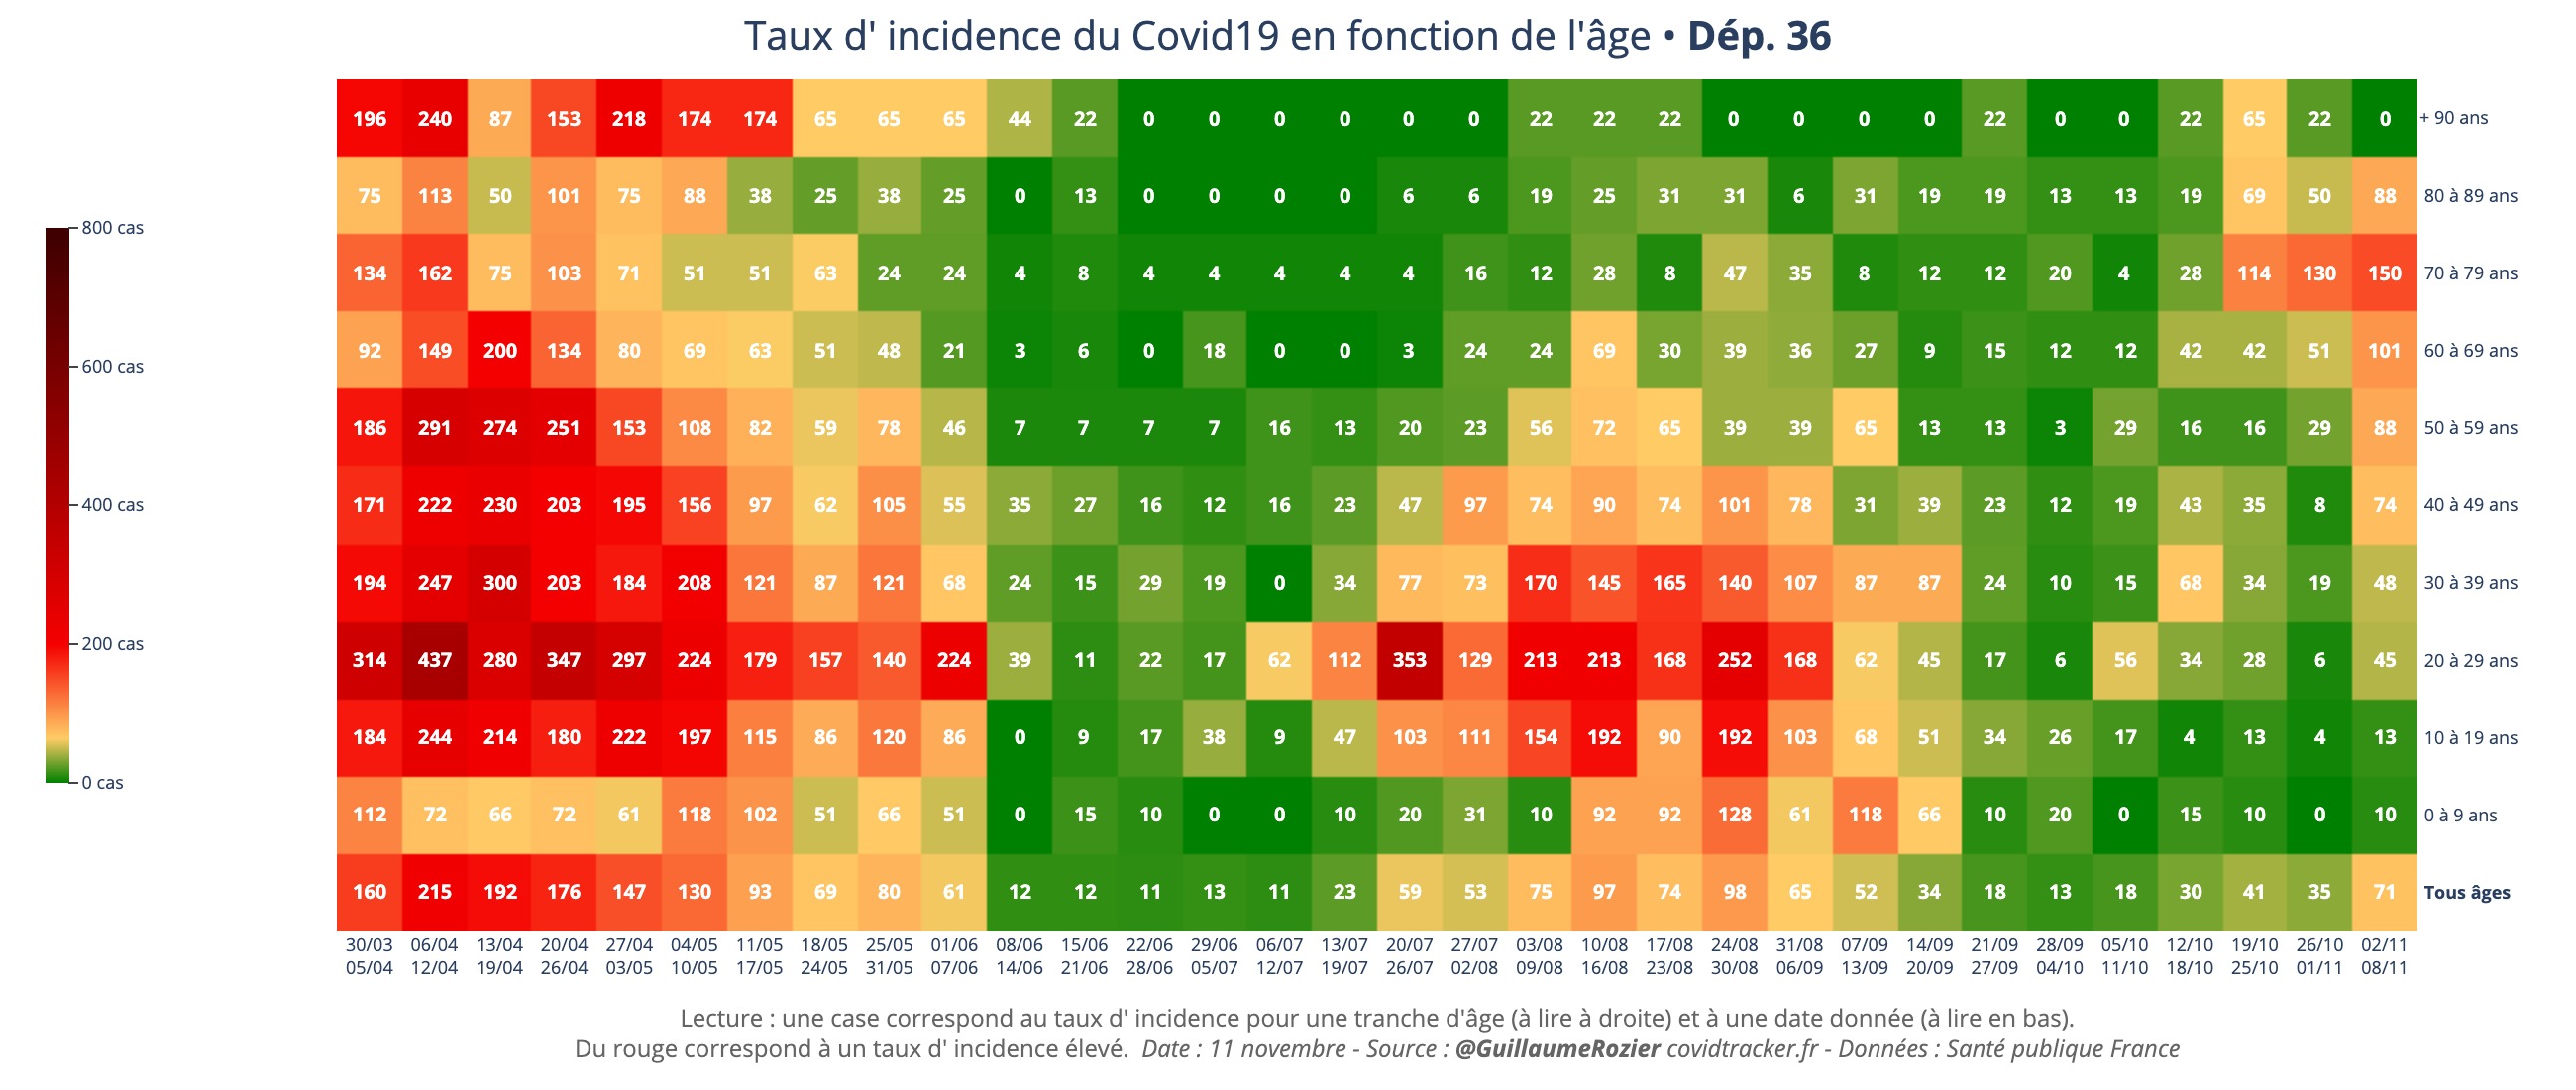 Taux d' incidence du Covid19 en fonction de l'âge • Dép. 36
800 cas
600 cas
400 cas
200 cas
0 cas
196 240 87 153 218 174 174 65 65 65 44 22 0 0 0 0 0 0 22 22 22 0 0 0 0 22 0 0 22 65 22 0 + 90 ans
75 113 50 101 75 88 38 25 38 25 0 13 0 0 0 0 6 6 19 25 31 31 6 31 19 19 13 13 19 69 50 88 80 à 89 ans
134 162 75 103 71 51 51 63 24 24 4 8 4 4 4 4 4 16 12 28 8 47 35 8 12 12 20 4 28 114 130 150 70 à 79 ans
92 149 200 134 80 69 63 51 48 21 3 6 0 18 0 0 3 24 24 69 30 39 36 27 9 15 12 12 42 42 51 101 60 à 69 ans
186 291 274 251 153 108 82 59 78 46 7 7 7 7 16 13 20 23 56 72 65 39 39 65 13 13 3 29 16 16 29 88 50 à 59 ans
171 222 230 203 195 156 97 62 105 55 35 27 16 12 16 23 47 97 74 90 74 101 78 31 39 23 12 19 43 35 8 74 40 à 49 ans
194 247 300 203 184 208 121 87 121 68 24 15 29 19 0 34 77 73 170 145 165 140 107 87 87 24 10 15 68 34 19 48 30 à 39 ans
314 437 280 347 297 224 179 157 140 224 39 11 22 17 62 112 353 129 213 213 168 252 168 62 45 17 6 56 34 28 6 45 20 à 29 ans
184 244 214 180 222 197 115 86 120 86 0 9 17 38 9 47 103 111 154 192 90 192 103 68 51 34 26 17 4 13 4 13 10 à 19 ans
112 72 66 72 61 118 102 51 66 51 0 15 10 0 0 10 20 31 10 92 92 128 61 118 66 10 20 0 15 10 0 10 0 à 9 ans
160 215 192 176 147 130 93 69 80 61 12 12 11 13 11 23 59 53 75 97 74 98 65 52 34 18 13 18 30 41 35 71 Tous âges
30/03 06/04 13/04 20/04 27/04 04/05 11/05 18/05 25/05 01/06 08/06 15/06 22/06 29/06 06/07 13/07 20/07 27/07 03/08 10/08 17/08 24/08 31/08 07/09 14/09 21/09 28/09 05/10 12/10 19/10 26/10 02/11
05/04 12/04 19/04 26/04 03/05 10/05 17/05 24/05 31/05 07/06 14/06 21/06 28/06 05/07 12/07 19/07 26/07 02/08 09/08 16/08 23/08 30/08 06/09 13/09 20/09 27/09 04/10 11/10 18/10 25/10 01/11 08/11
Lecture : une case correspond au taux d' incidence pour une tranche d'âge (à lire à droite) et à une date donnée (à lire en bas).
Du rouge correspond à un taux d' incidence élevé. Date : 11 novembre - Source : @GuillaumeRozier covidtracker.fr - Données : Santé publique France